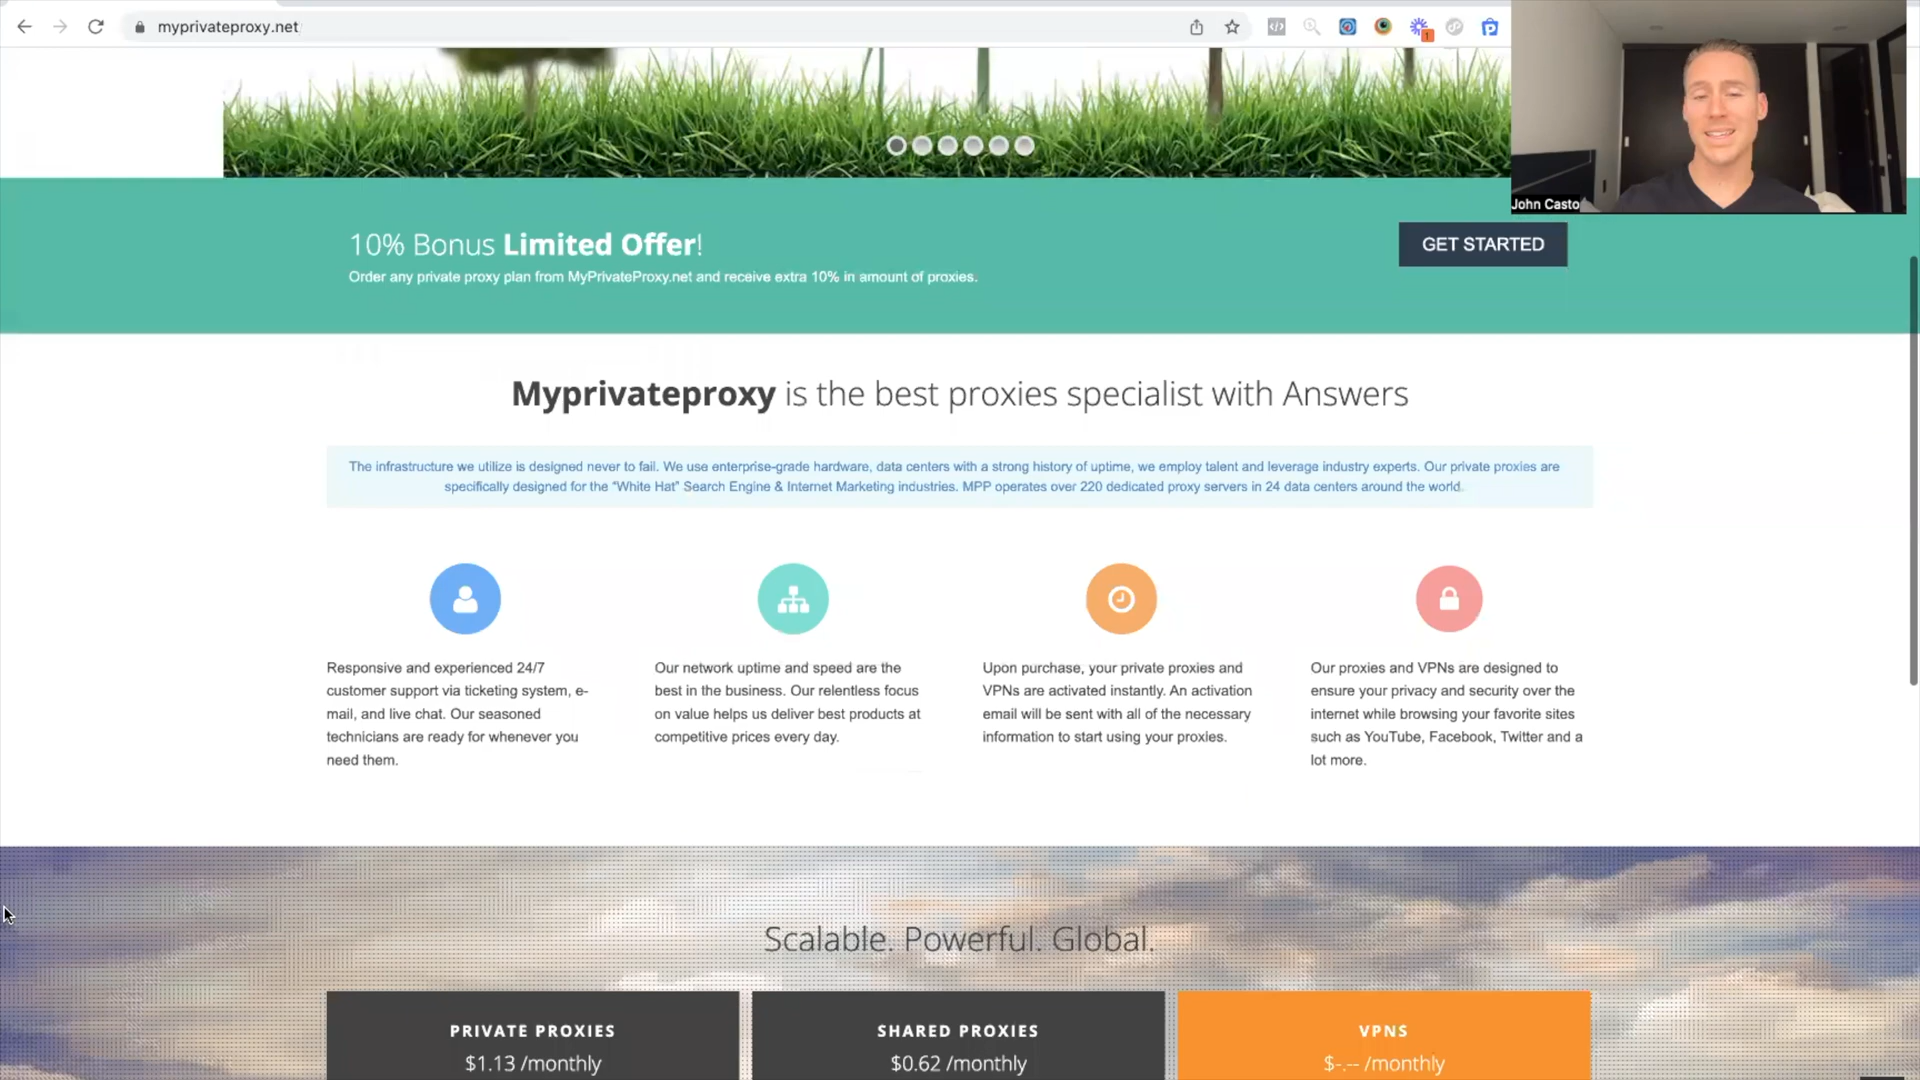 myprivateproxy.net
1
John Casto
10% Bonus Limited Offer!
Order any private proxy plan from MyPrivateProxy.net and receive extra 10% in amount of proxies.
GET STARTED
Myprivateproxy is the best proxies specialist with Answers
The infrastructure we utilize is designed never to fail. We use enterprise-grade hardware, data centers with a strong history of uptime, we employ talent and leverage industry experts. Our private proxies are
specifically designed for the "White Hat" Search Engine & Internet Marketing industries. MPP operates over 220 dedicated proxy servers in 24 data centers around the world.
Responsive and experienced 24/7
customer support via ticketing system, e-
mail, and live chat. Our seasoned
technicians are ready for whenever you
need them.
Our network uptime and speed are the
best in the business. Our relentless focus
on value helps us deliver best products at
competitive prices every day.
Upon purchase, your private proxies and
VPNs are activated instantly. An activation
email will be sent with all of the necessary
information to start using your proxies.
Our proxies and VPNs are designed to
ensure your privacy and security over the
internet while browsing your favorite sites
such as YouTube, Facebook, Twitter and a
lot more.
Scalable. Powerful. Global.
PRIVATE PROXIES
$1.13 /monthly
SHARED PROXIES
$0.62 /monthly
VPNS
$-.-- /monthly